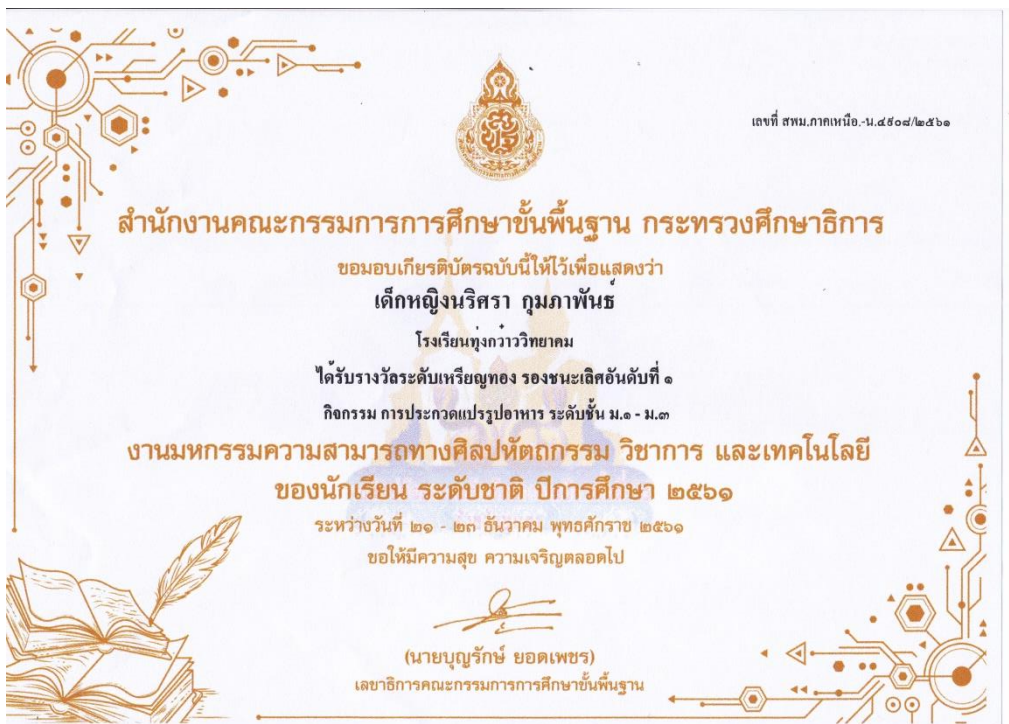 เลขที่ สพม.ภาคเหนือ.-น.๔๙๐๘/๒๕๖๑
สำนักงานคณะกรรมการการศึกษาขั้นพื้นฐาน กระทรวงศึกษาธิการ
ขอมอบเกียรติบัตรฉบับนี้ให้ไว้เพื่อแสดงว่า
เด็กหญิงนริศรา กุมภาพันธ์
โรงเรียนทุ่งกว๋าววิทยาคม
ได้รับรางวัลระดับเหรียญทอง รองชนะเลิศอันดับที่ ๑
กิจกรรม การประกวดแปรรูปอาหาร ระดับชั้น ม.๑ - ม.๓
งานมหกรรมความสามารถทางศิลปหัตถกรรม วิชาการ และเทคโนโลยี
ของนักเรียน ระดับชาติ ปีการศึกษา ๒๕๖๑
ระหว่างวันที่ ๒๑ - ๒๓ ธันวาคม พุทธศักราช ๒๕๖๑
ขอให้มีความสุข ความเจริญตลอดไป
(นายบุญรักษ์ ยอดเพชร)
เลขาธิการคณะกรรมการการศึกษาขั้นพื้นฐาน